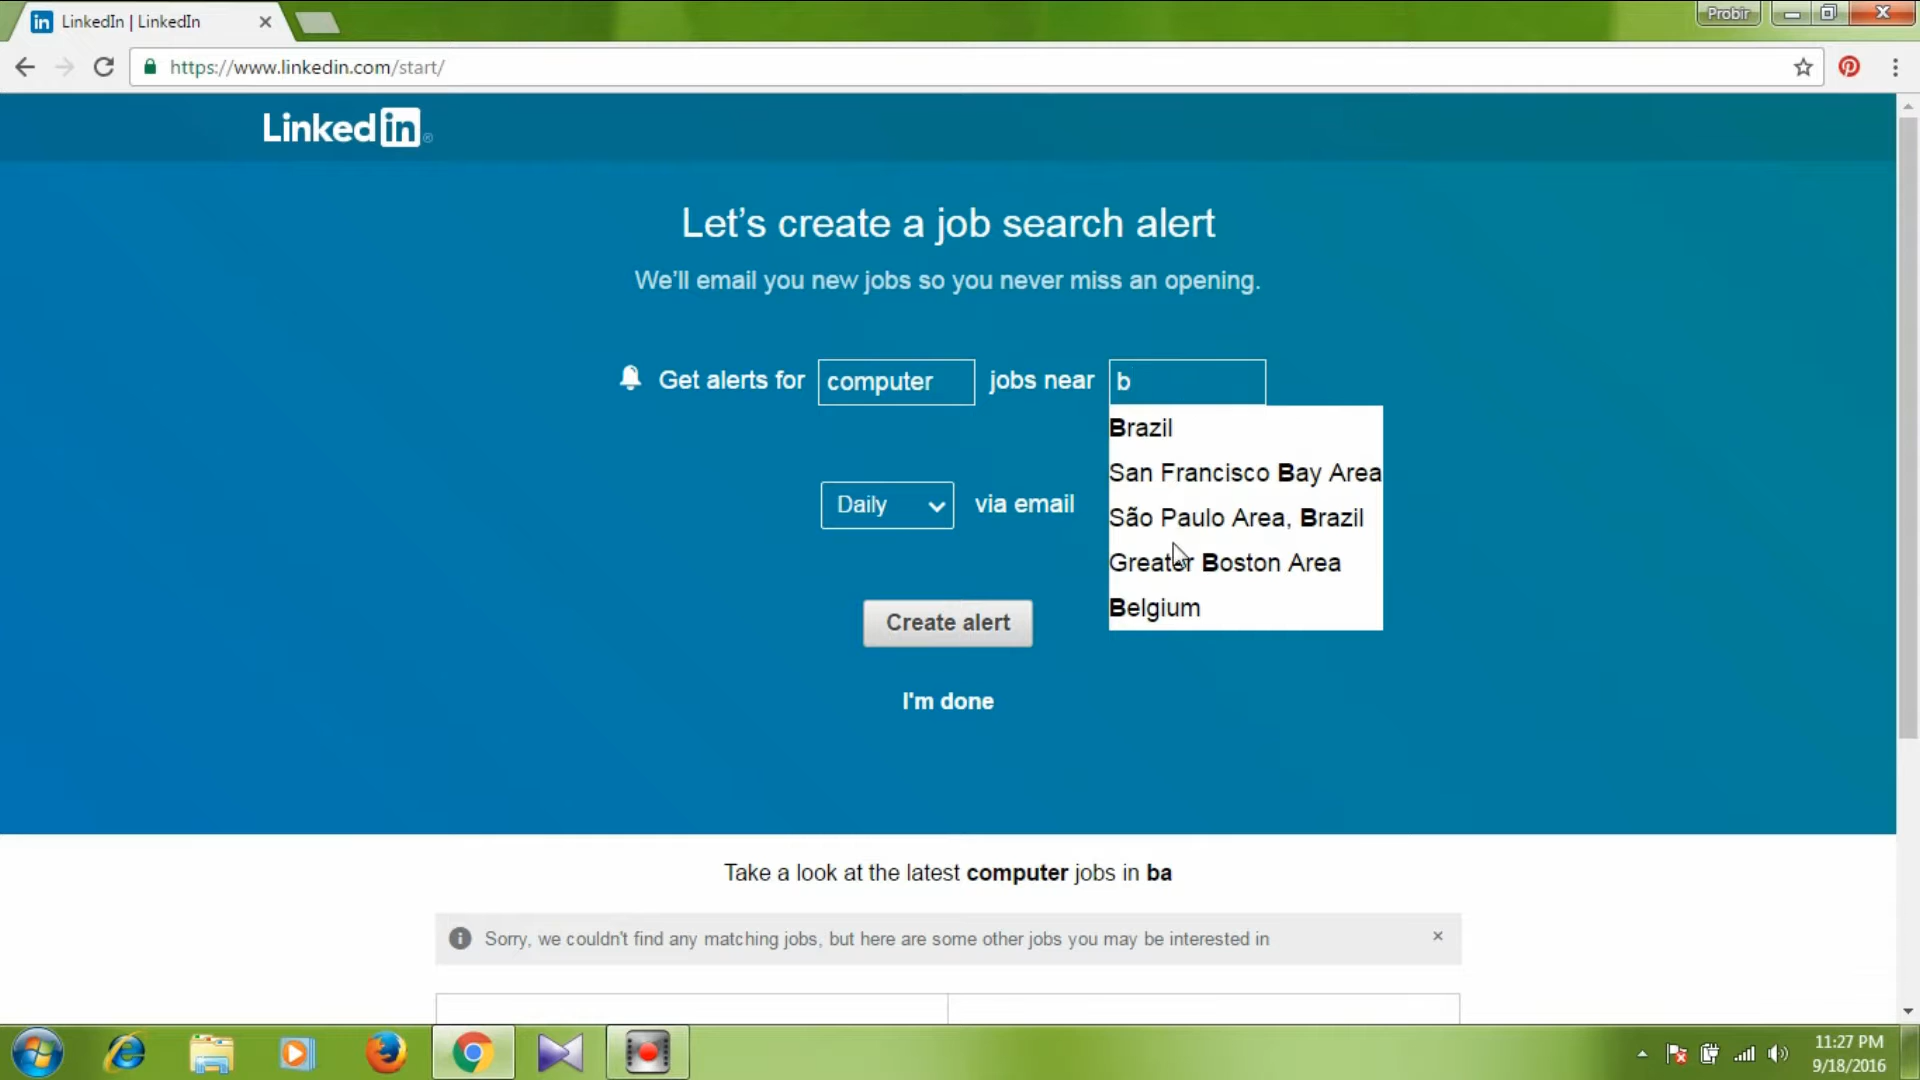 LinkedIn | LinkedIn
Probir
https://www.linkedin.com/start/
Linked in
Let's create a job search alert
We'll email you new jobs so you never miss an opening.
Get alerts for computer jobs near b
Brazil
San Francisco Bay Area
São Paulo Area, Brazil
Daily via email
Greater Boston Area
Belgium
Create alert
I'm done
Take a look at the latest computer jobs in ba
Sorry, we couldn't find any matching jobs, but here are some other jobs you may be interested in
11:27 PM
9/18/2016